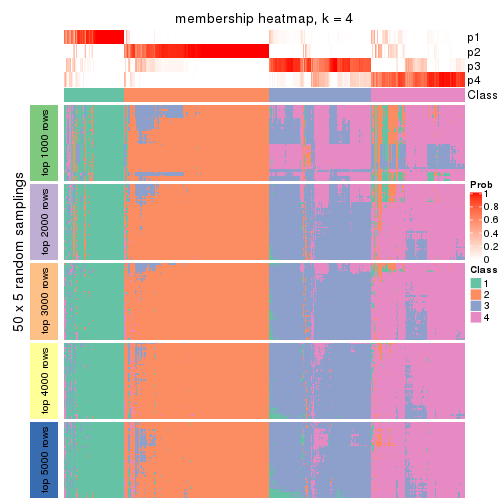 membership heatmap, k = 4
p1
p2
p3
p4
Class
50 x 5 random samplings
top 1000 rows
top 2000 rows
top 3000 rows
top 4000 rows
top 5000 rows
Prob
1
0.8
0.6
0.4
0.2
0
Class
1
2
3
4